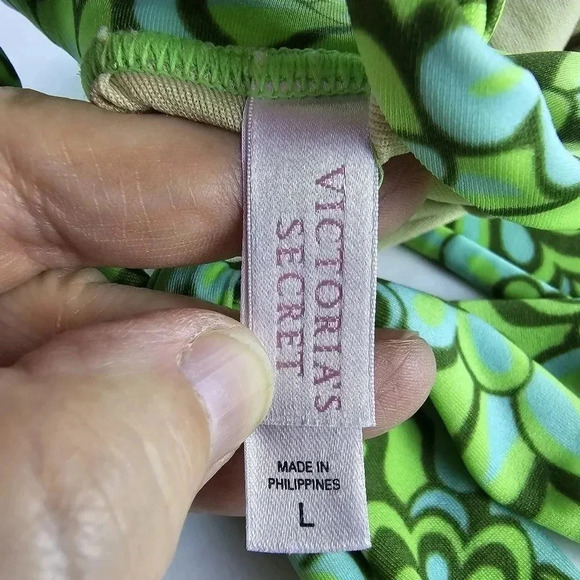 VICTORIA'S
SECRET
MADE IN
PHILIPPINES
L